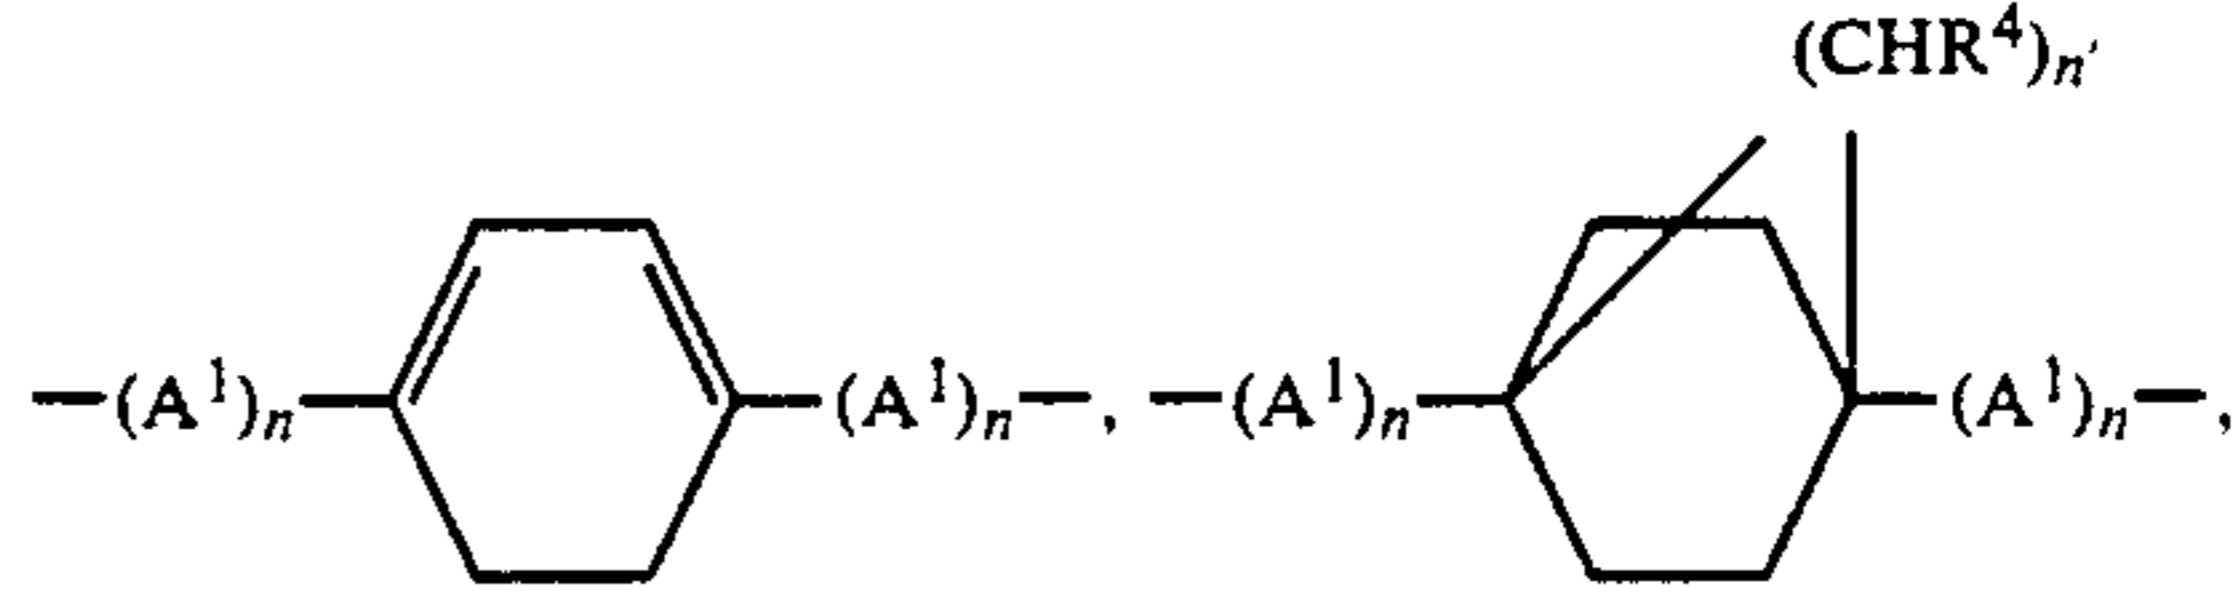 (CHR⁴)ₙ′
—(A¹)ₙ— —(A¹)ₙ—, —(A¹)ₙ— —(A¹)ₙ—,